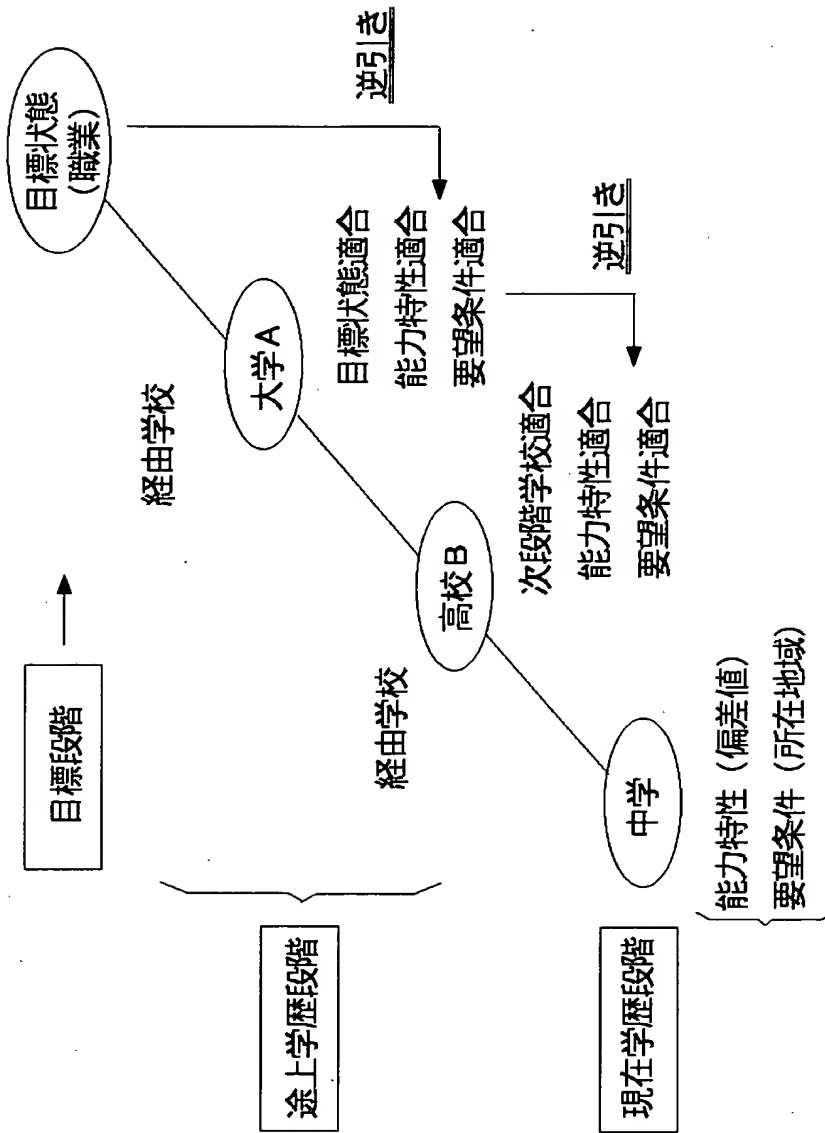 目標段階
目標状態
(職業)
逆引き
経由学校
大学A
目標状態適合
能力特性適合
要望条件適合
逆引き
途上学歴段階
経由学校
高校B
次段階学校適合
能力特性適合
要望条件適合
現在学歴段階
中学
能力特性(偏差値)
要望条件(所在地域)